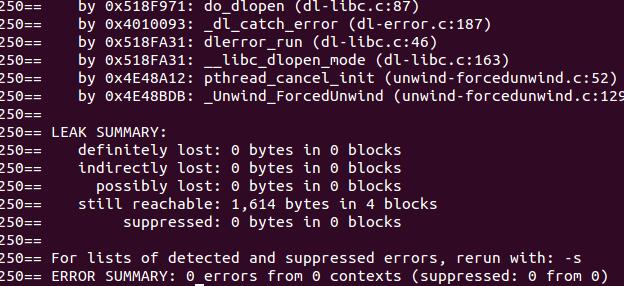 250==    by 0x518F971: do_dlopen (dl-libc.c:87)
250==    by 0x4010093: _dl_catch_error (dl-error.c:187)
250==    by 0x518FA31: dlerror_run (dl-libc.c:46)
250==    by 0x518FA31: __libc_dlopen_mode (dl-libc.c:163)
250==    by 0x4E48A12: pthread_cancel_init (unwind-forcedunwind.c:52)
250==    by 0x4E48BDB: _Unwind_ForcedUnwind (unwind-forcedunwind.c:129
250==
250== LEAK SUMMARY:
250==    definitely lost: 0 bytes in 0 blocks
250==    indirectly lost: 0 bytes in 0 blocks
250==      possibly lost: 0 bytes in 0 blocks
250==    still reachable: 1,614 bytes in 4 blocks
250==         suppressed: 0 bytes in 0 blocks
250==
250== For lists of detected and suppressed errors, rerun with: -s
250== ERROR SUMMARY: 0 errors from 0 contexts (suppressed: 0 from 0)